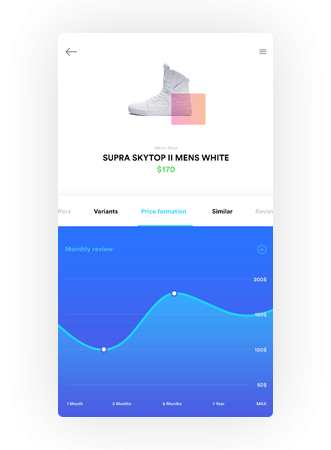 Men's Shoe
SUPRA SKYTOP II MENS WHITE
$170
ffers Variants Price formation Similar Review
Monthly review
200$
150$
100$
50$
1 Month 3 Months 6 Months 1 Year MAX